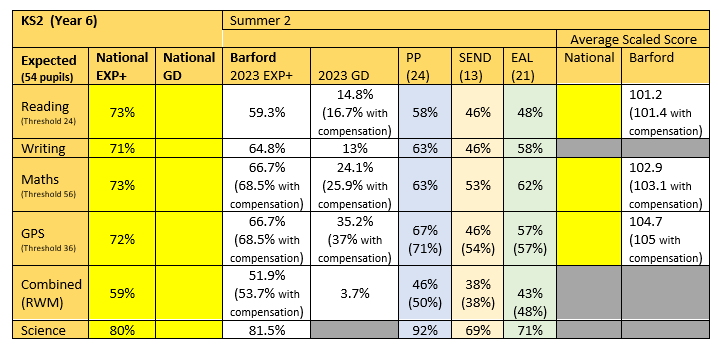 KS2 (Year 6)
Summer 2
Average Scaled Score
Expected
(54 pupils)
National
EXP+
National
GD
Barford
2023 EXP+
2023 GD
PP
(24)
SEND
(13)
EAL
(21)
National
Barford
Reading
(Threshold 24)
73%
59.3%
14.8%
(16.7% with
compensation)
58%
46%
48%
101.2
(101.4 with
compensation)
Writing
71%
64.8%
13%
63%
46%
58%
Maths
(Threshold 56)
73%
66.7%
(68.5% with
compensation)
24.1%
(25.9% with
compensation)
63%
53%
62%
102.9
(103.1 with
compensation)
GPS
(Threshold 36)
72%
66.7%
(68.5% with
compensation)
35.2%
(37% with
compensation)
67%
(71%)
46%
(54%)
57%
(57%)
104.7
(105 with
compensation)
Combined
(RWM)
59%
51.9%
(53.7% with
compensation)
3.7%
46%
(50%)
38%
(38%)
43%
(48%)
Science
80%
81.5%
92%
69%
71%